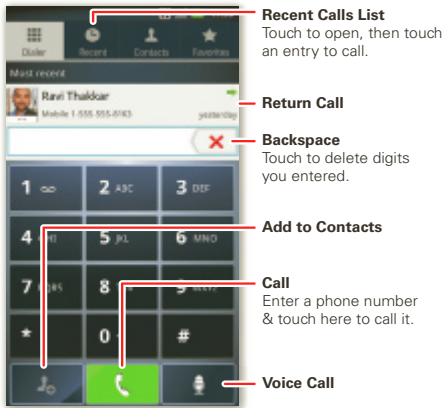 Dialer Recent Contacts Favorites
Most recent
Ravi Thakkar
Mobile 1-555-555-8163 yesterday
1
2 ABC
3 DEF
4 GHI
5 JKL
6 MNO
7
8
9
*
0
#
Recent Calls List
Touch to open, then touch
an entry to call.
Return Call
Backspace
Touch to delete digits
you entered.
Add to Contacts
Call
Enter a phone number
& touch here to call it.
Voice Call